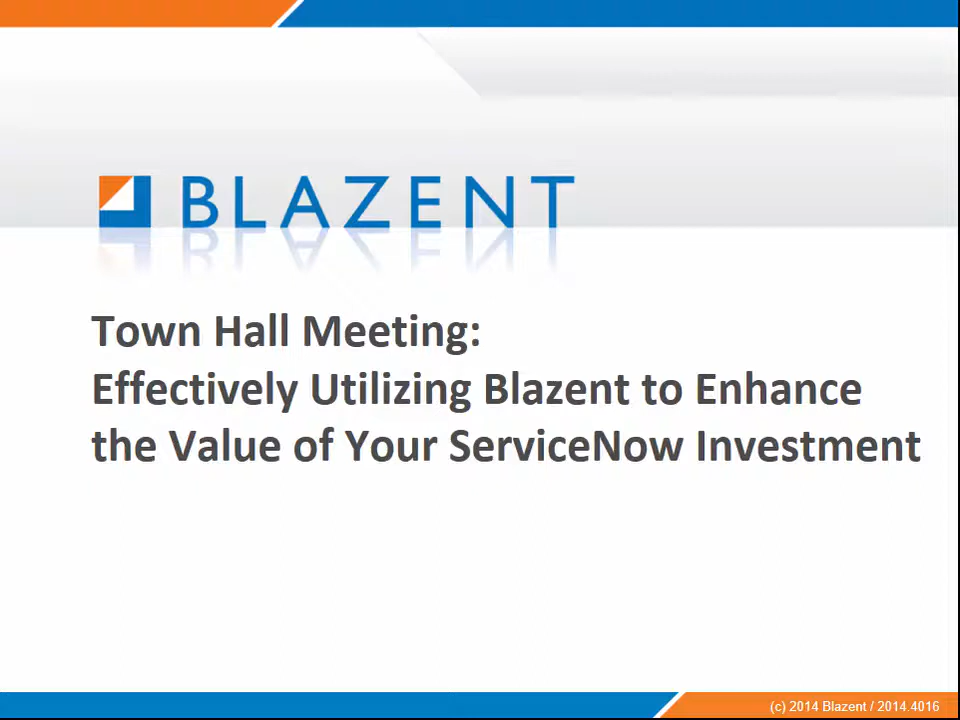 BLAZENT
Town Hall Meeting:
Effectively Utilizing Blazent to Enhance
the Value of Your ServiceNow Investment
(c) 2014 Blazent / 2014.4016